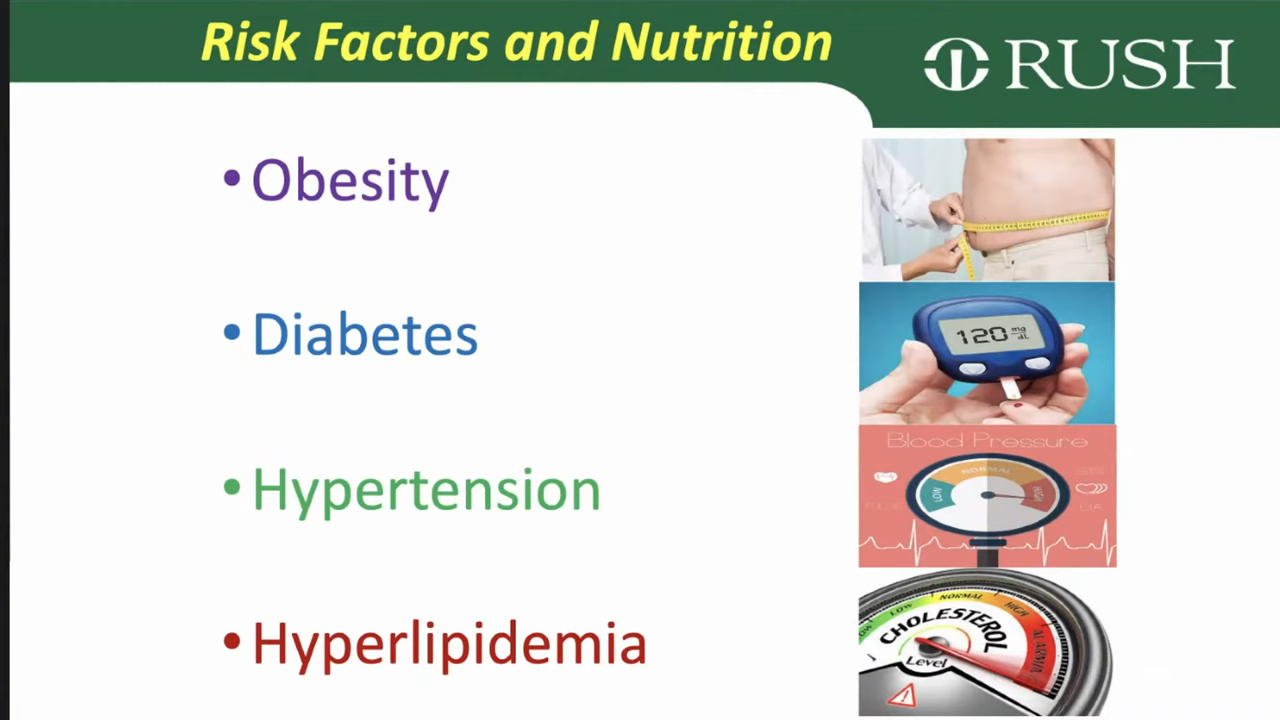 Risk Factors and Nutrition
RUSH
• Obesity
• Diabetes
120 mg/dL
• Hypertension
Blood Pressure
LOW NORMAL HIGH
• Hyperlipidemia
LOW NORMAL HIGH
CHOLESTEROL
Level